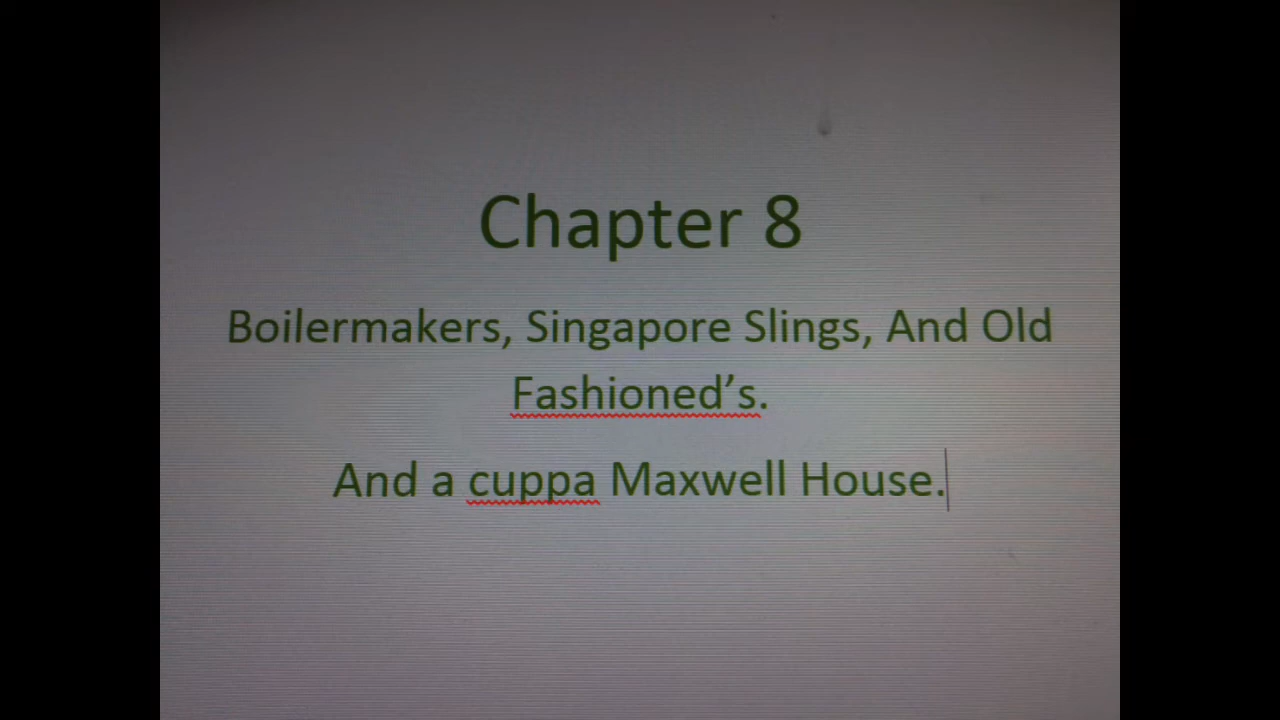 Chapter 8
Boilermakers, Singapore Slings, And Old
Fashioned’s.
And a cuppa Maxwell House.